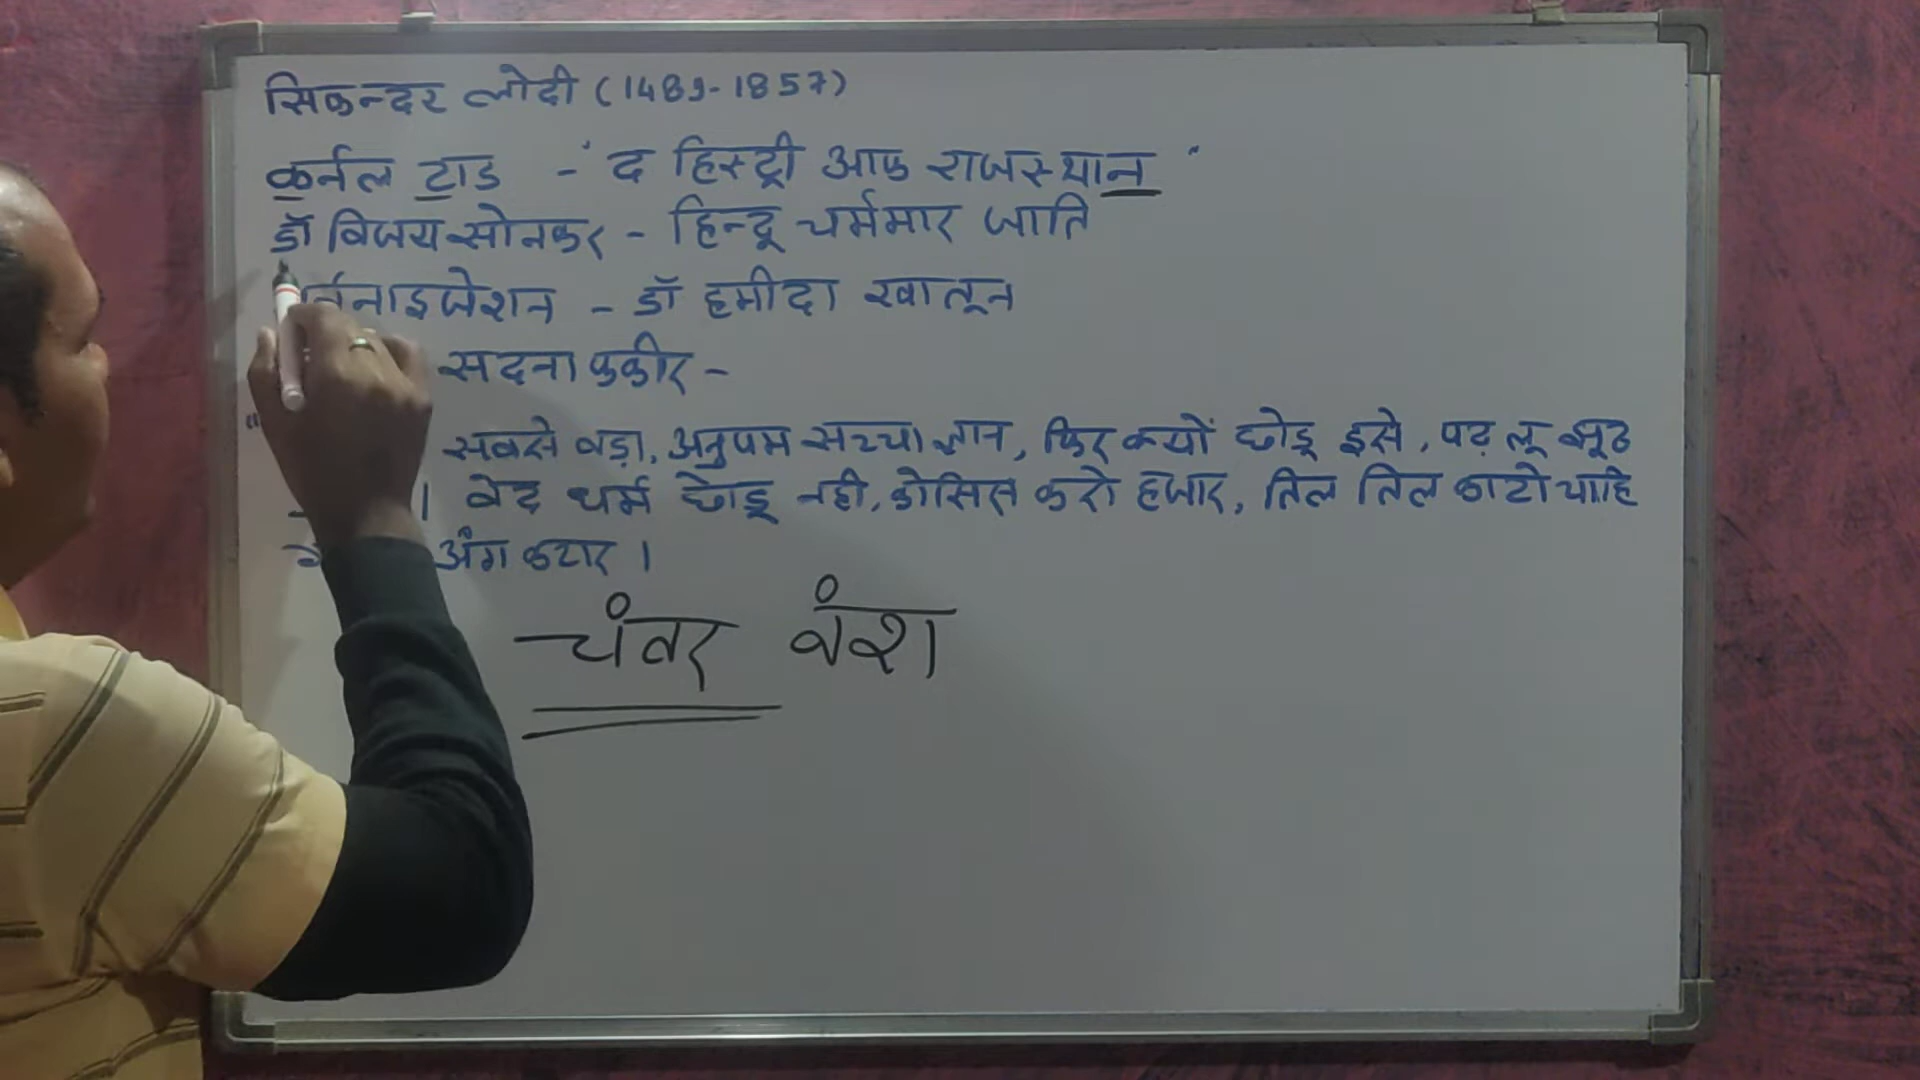 सिकन्दर लोदी (1489-1857)
कर्नल टाड - ' द हिस्ट्री आफ राजस्थान "
डॉ विजय सोनकर - हिन्दू चर्ममार जाति
र्बनाइजेशन - डॉ हमीदा खातून
सदना फकीर -
सबसे बड़ा, अनुपम सच्चा ज्ञान, फिर क्यों छोडू इसे, पढ़ लू झूठ
। वेद धर्म छोडू नही, कोसिस करो हजार, तिल तिल काटो चाहि
अंग कटार ।
चंवर वंश